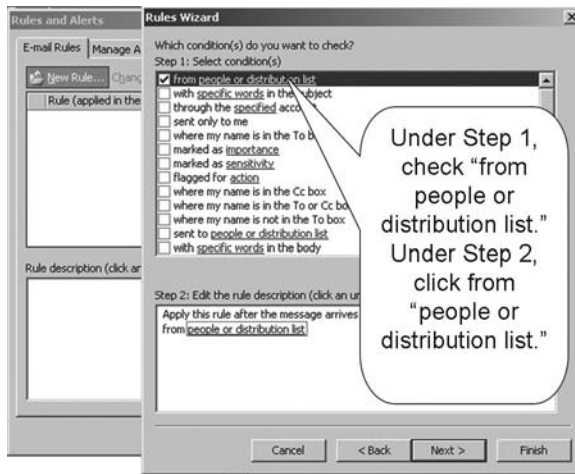 Rules and Alerts
E-mail Rules
Manage A
New Rule...
Chang
Rule (applied in the
Rule description (click an
Rules Wizard
Which condition(s) do you want to check?
Step 1: Select condition(s)
from people or distribution list
with specific words in the subject
through the specified account
sent only to me
where my name is in the To b
marked as importance
marked as sensitivity
flagged for action
where my name is in the Cc box
where my name is in the To or Cc bo
where my name is not in the To box
sent to people or distribution list
with specific words in the body
Step 2: Edit the rule description (click an un
Apply this rule after the message arrives
from people or distribution list
Cancel
< Back
Next >
Finish
Under Step 1,
check “from
people or
distribution list.”
Under Step 2,
click from
“people or
distribution list.”